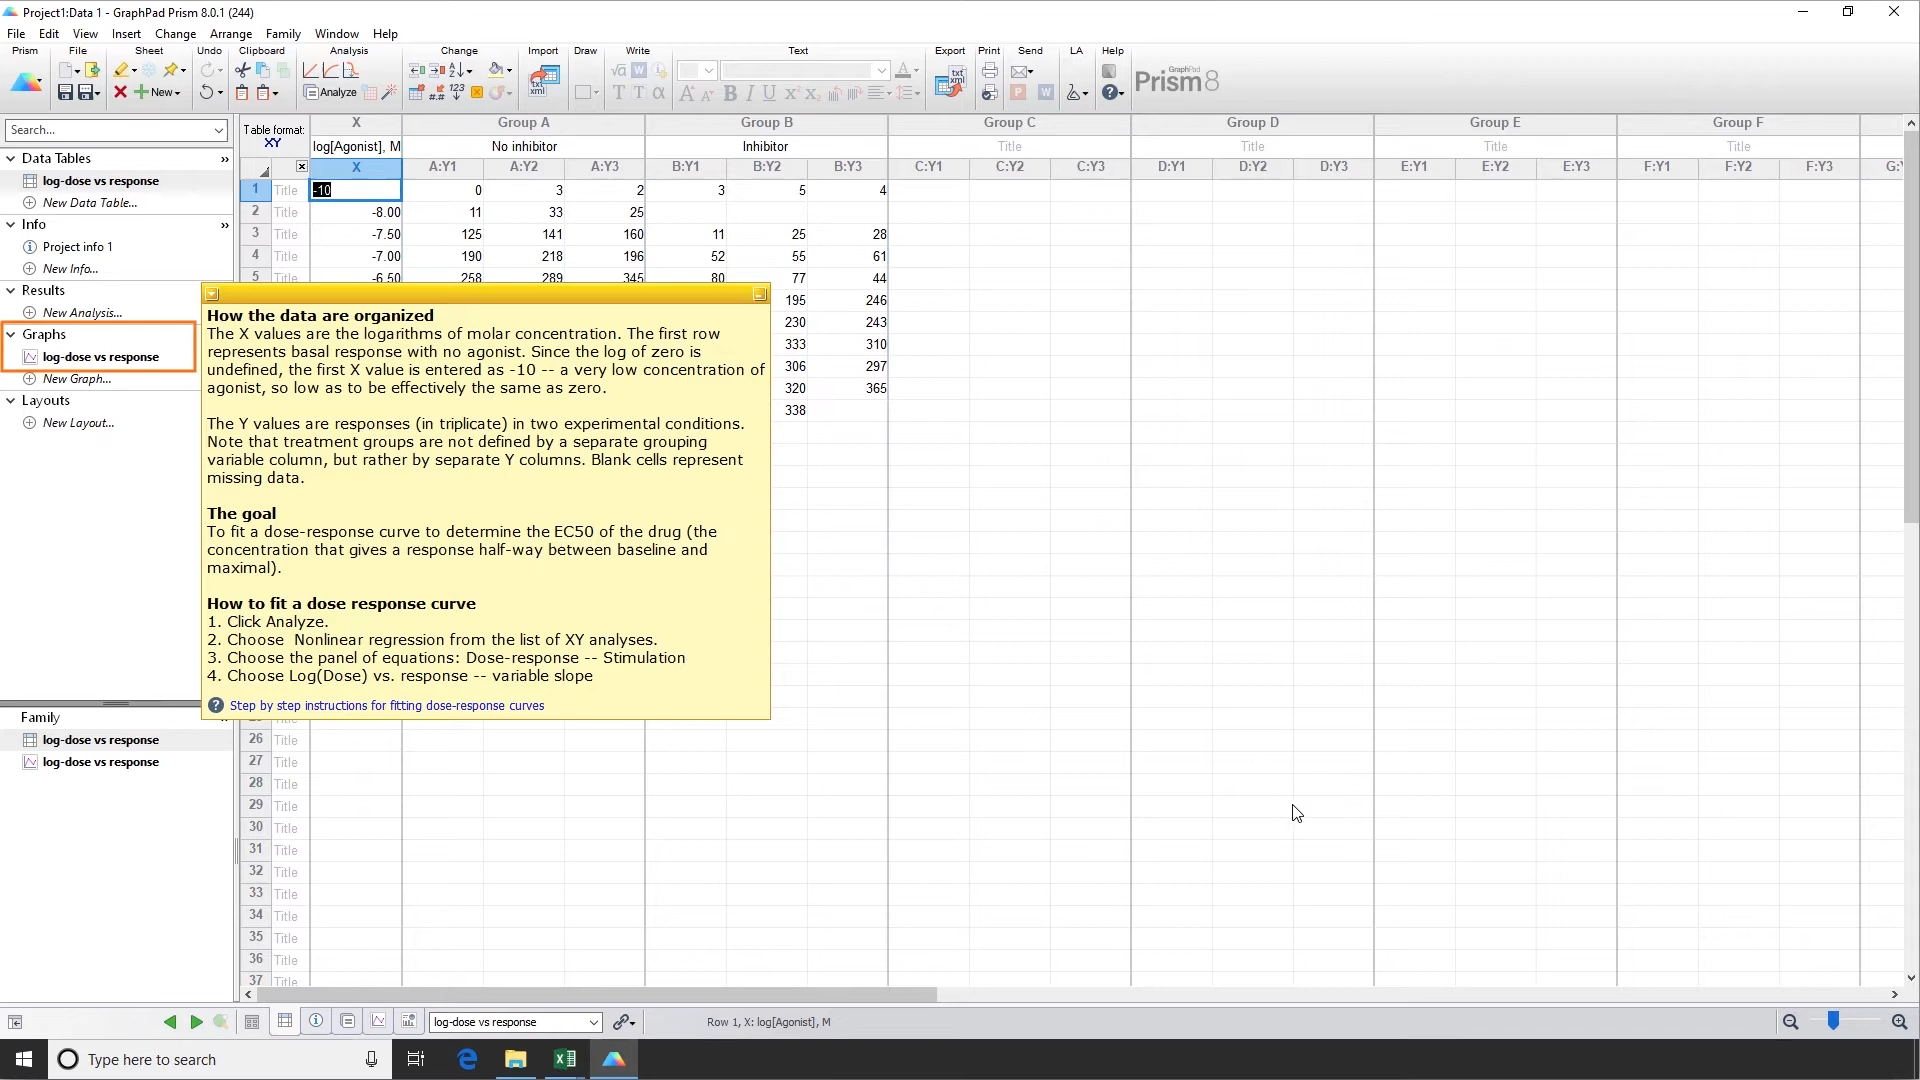 Project1:Data 1 - GraphPad Prism 8.0.1 (244)
File Edit View Insert Change Arrange Family Window Help
Prism File Sheet Undo Clipboard Analysis Change Import Draw Write Text Export Print Send LA Help
New Analyze GraphPad Prism 8
Search...
Data Tables
log-dose vs response
New Data Table...
Info
Project info 1
New Info...
Results
New Analysis...
Graphs
log-dose vs response
New Graph...
Layouts
New Layout...
Family
log-dose vs response
log-dose vs response
Table format: XY
X Group A Group B Group C Group D Group E Group F
log[Agonist], M No inhibitor Inhibitor Title Title Title Title
X A:Y1 A:Y2 A:Y3 B:Y1 B:Y2 B:Y3 C:Y1 C:Y2 C:Y3 D:Y1 D:Y2 D:Y3 E:Y1 E:Y2 E:Y3 F:Y1 F:Y2 F:Y3
1 Title -10 0 3 2 3 5 4
2 Title -8.00 11 33 25
3 Title -7.50 125 141 160 11 25 28
4 Title -7.00 190 218 196 52 55 61
5 Title -6.50 258 289 345 80 77 44
195 246
230 243
333 310
306 297
320 365
338
How the data are organized
The X values are the logarithms of molar concentration. The first row
represents basal response with no agonist. Since the log of zero is
undefined, the first X value is entered as -10 -- a very low concentration of
agonist, so low as to be effectively the same as zero.
The Y values are responses (in triplicate) in two experimental conditions.
Note that treatment groups are not defined by a separate grouping
variable column, but rather by separate Y columns. Blank cells represent
missing data.
The goal
To fit a dose-response curve to determine the EC50 of the drug (the
concentration that gives a response half-way between baseline and
maximal).
How to fit a dose response curve
1. Click Analyze.
2. Choose  Nonlinear regression from the list of XY analyses.
3. Choose the panel of equations: Dose-response -- Stimulation
4. Choose Log(Dose) vs. response -- variable slope
Step by step instructions for fitting dose-response curves
26 Title
27 Title
28 Title
29 Title
30 Title
31 Title
32 Title
33 Title
34 Title
35 Title
36 Title
37 Title
log-dose vs response
Row 1, X: log[Agonist], M
Type here to search